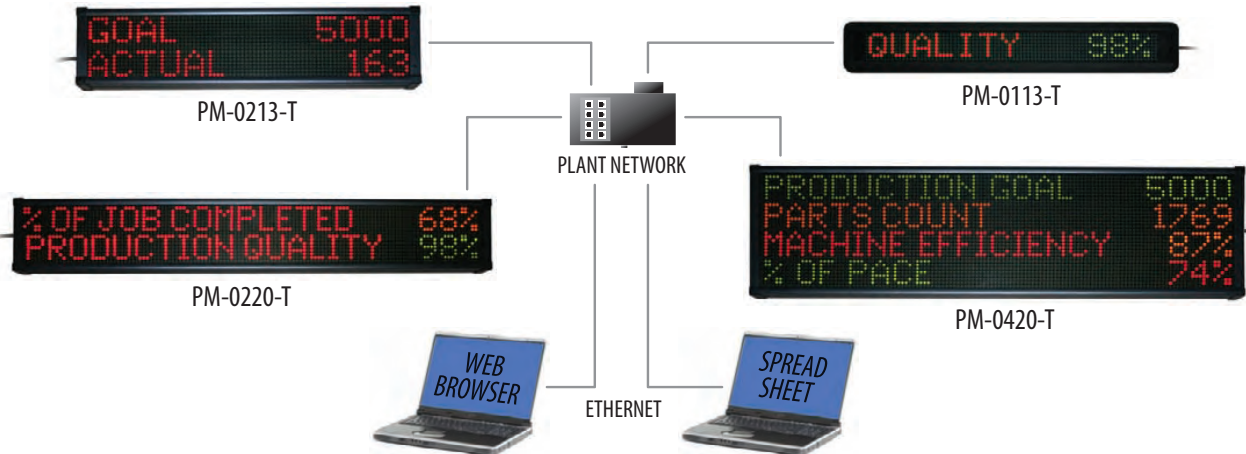 GOAL 5000
ACTUAL 163
PM-0213-T
QUALITY 98%
PM-0113-T
PLANT NETWORK
% OF JOB COMPLETED 68%
PRODUCTION QUALITY 98%
PM-0220-T
PRODUCTION GOAL 5000
PARTS COUNT 1769
MACHINE EFFICIENCY 87%
% OF PACE 74%
PM-0420-T
WEB
BROWSER
ETHERNET
SPREAD
SHEET